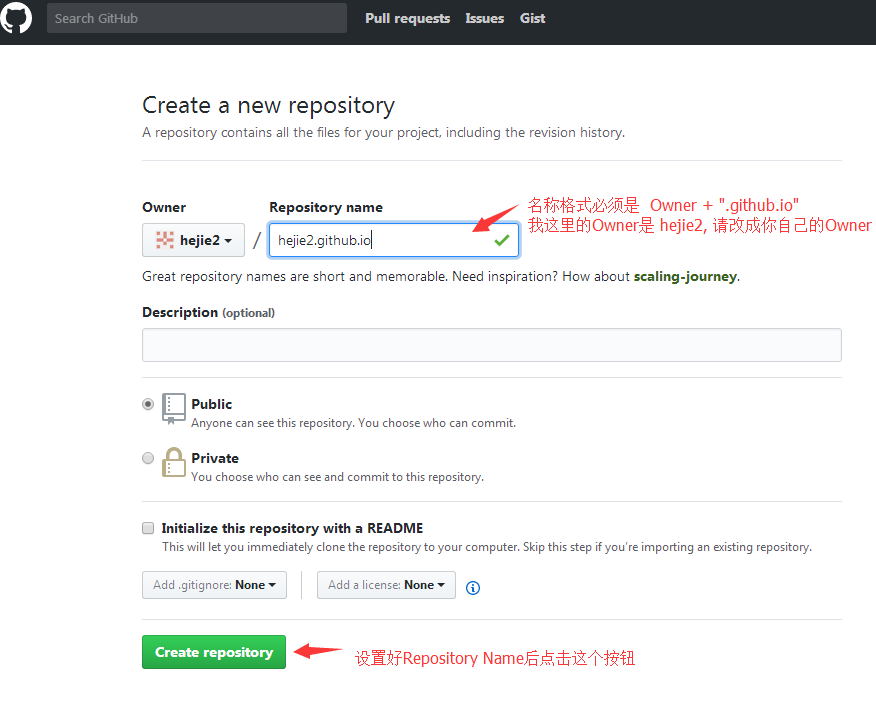 Search GitHub Pull requests Issues Gist
Create a new repository
A repository contains all the files for your project, including the revision history.
Owner Repository name
名称格式必须是 Owner + ".github.io"
我这里的Owner是 hejie2, 请改成你自己的Owner
hejie2 / hejie2.github.io
Great repository names are short and memorable. Need inspiration? How about scaling-journey.
Description (optional)
Public
Anyone can see this repository. You choose who can commit.
Private
You choose who can see and commit to this repository.
Initialize this repository with a README
This will let you immediately clone the repository to your computer. Skip this step if you're importing an existing repository.
Add .gitignore: None Add a license: None
Create repository
设置好Repository Name后点击这个按钮